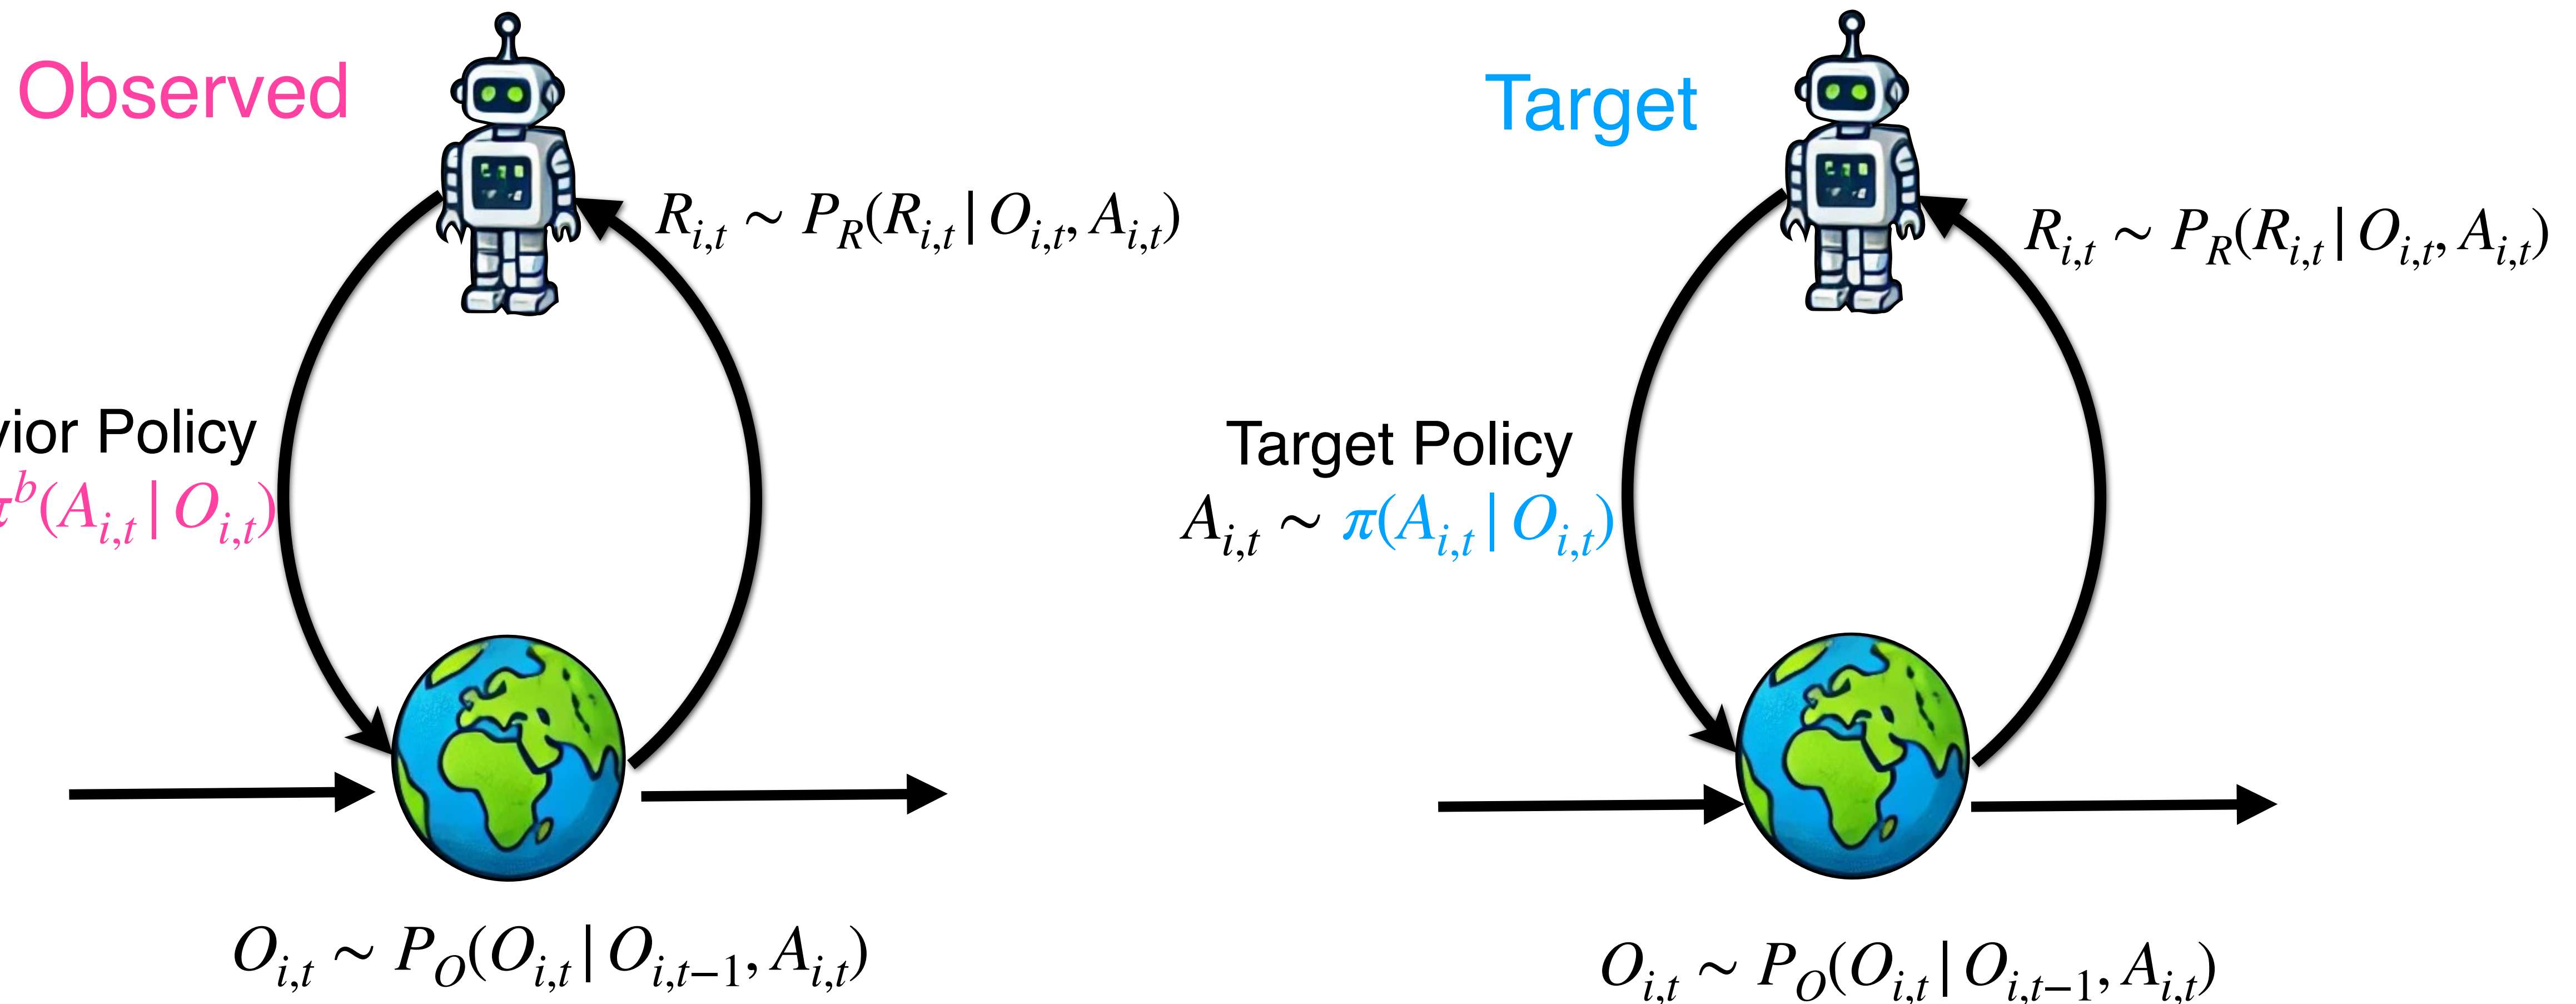 Observed
R_{i,t} ∼ P_R(R_{i,t} | O_{i,t}, A_{i,t})
Policy
π^b(A_{i,t} | O_{i,t})
O_{i,t} ∼ P_O(O_{i,t} | O_{i,t−1}, A_{i,t})
Target
R_{i,t} ∼ P_R(R_{i,t} | O_{i,t}, A_{i,t})
Target Policy
A_{i,t} ∼ π(A_{i,t} | O_{i,t})
O_{i,t} ∼ P_O(O_{i,t} | O_{i,t−1}, A_{i,t})